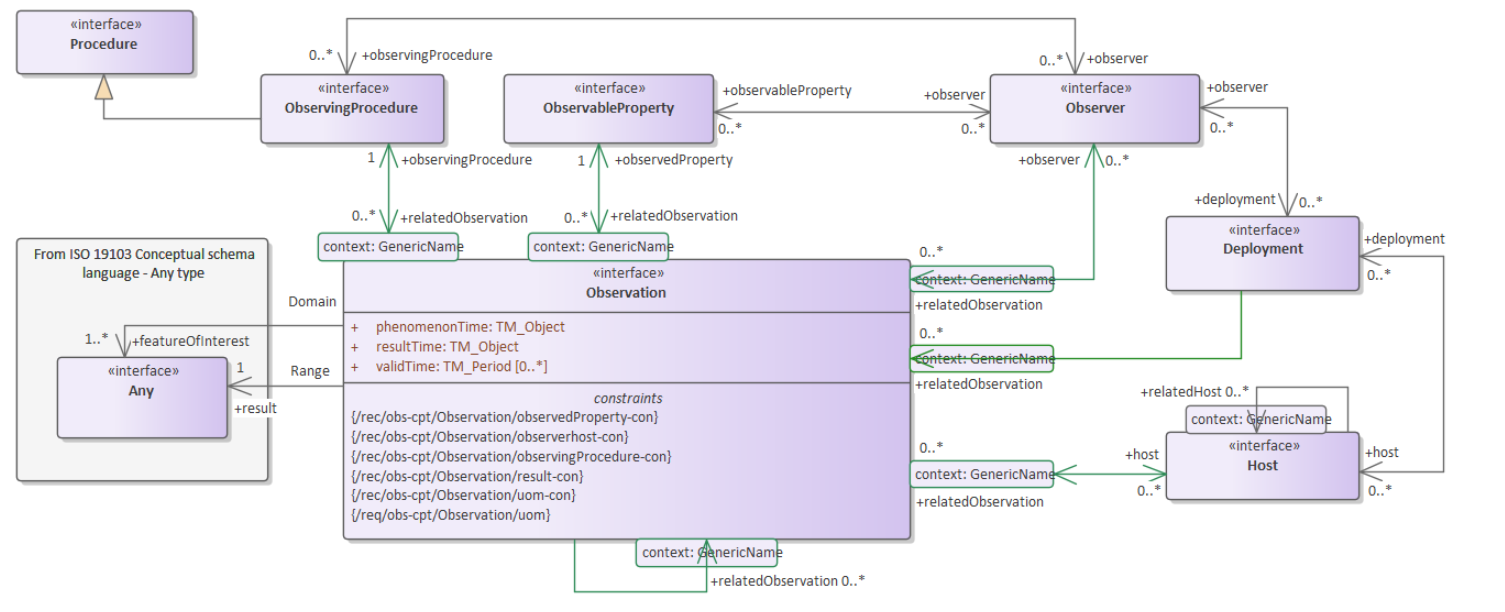 «interface»
Procedure
0..*
+observingProcedure
0..*
+observer
«interface»
ObservingProcedure
«interface»
ObservableProperty
+observableProperty
0..*
+observer
0..*
«interface»
Observer
+observer
0..*
1
+observingProcedure
1
+observedProperty
+observer
0..*
+deployment
0..*
0..*
+relatedObservation
0..*
+relatedObservation
context: GenericName
context: GenericName
«interface»
Deployment
+deployment
0..*
From ISO 19103 Conceptual schema
language - Any type
«interface»
Observation
0..*
context: GenericName
+relatedObservation
Domain
1..*
+featureOfInterest
+ phenomenonTime: TM_Object
+ resultTime: TM_Object
+ validTime: TM_Period [0..*]
0..*
context: GenericName
+relatedObservation
«interface»
Any
1
Range
+result
constraints
{/rec/obs-cpt/Observation/observedProperty-con}
{/rec/obs-cpt/Observation/observerhost-con}
{/rec/obs-cpt/Observation/observingProcedure-con}
{/rec/obs-cpt/Observation/result-con}
{/rec/obs-cpt/Observation/uom-con}
{/req/obs-cpt/Observation/uom}
+relatedHost 0..*
context: GenericName
«interface»
Host
+host
0..*
0..*
context: GenericName
+relatedObservation
+host
0..*
context: GenericName
+relatedObservation 0..*